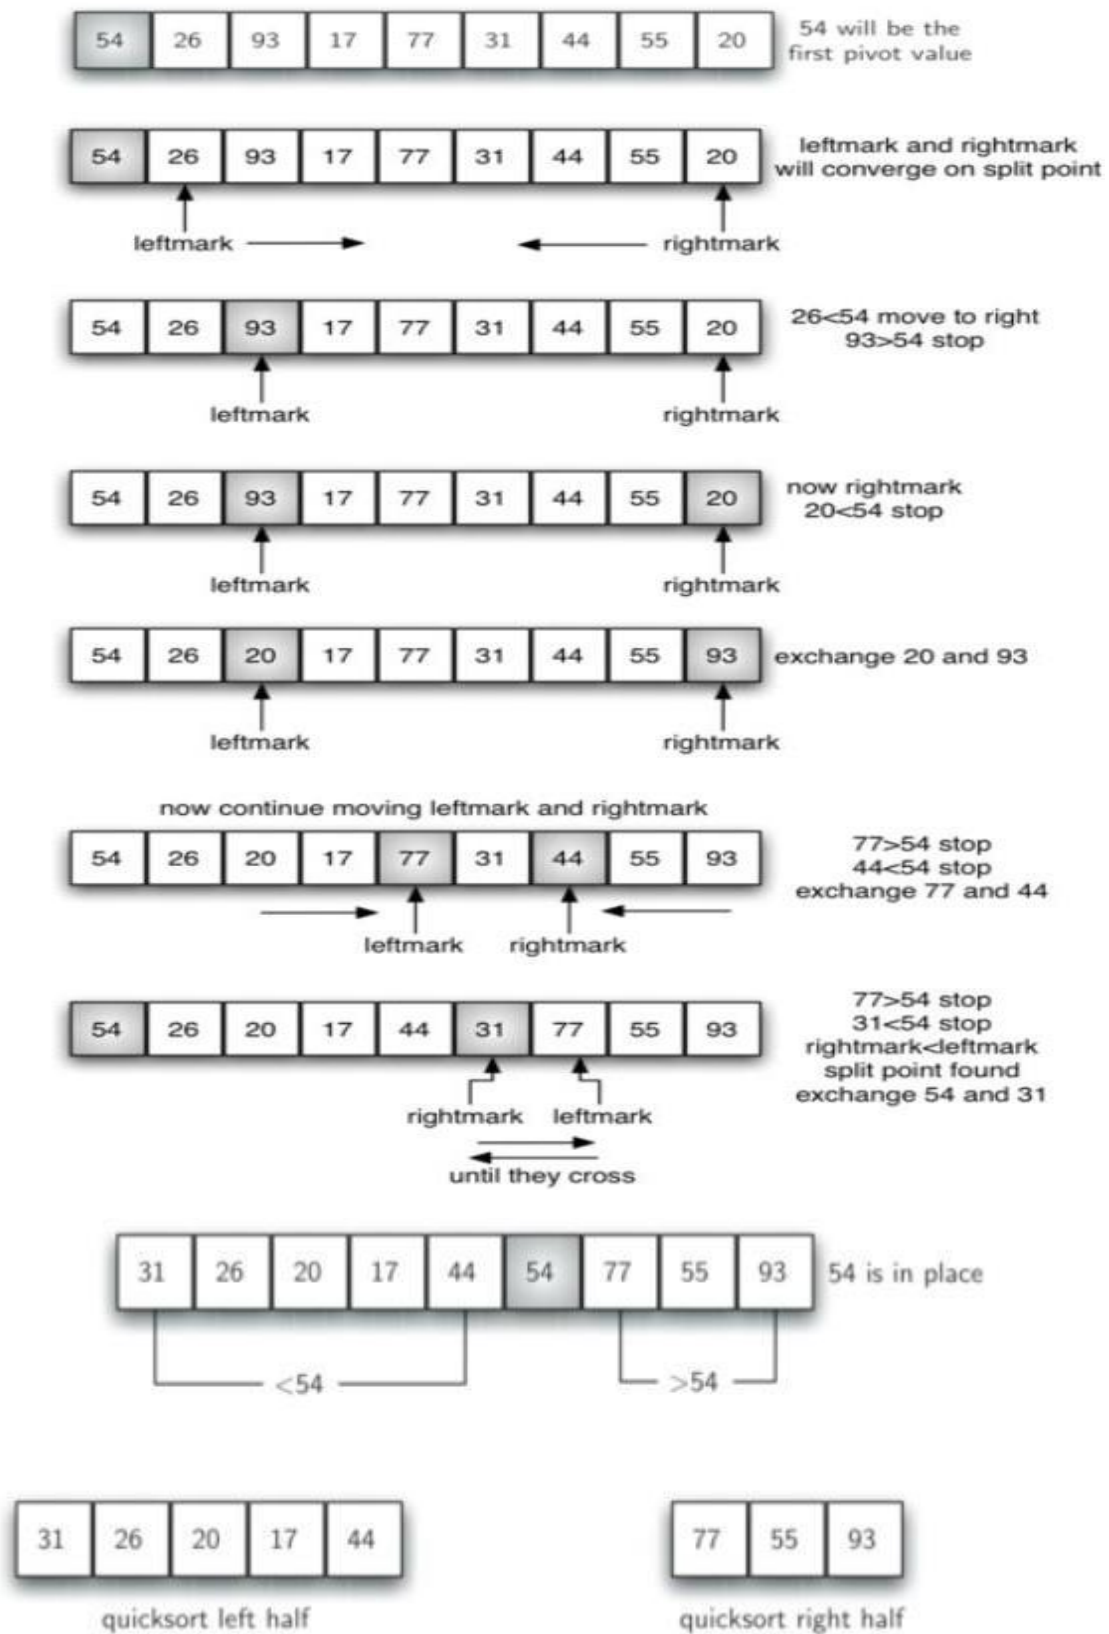 54 26 93 17 77 31 44 55 20
54 will be the
first pivot value
54 26 93 17 77 31 44 55 20
leftmark and rightmark
will converge on split point
leftmark rightmark
54 26 93 17 77 31 44 55 20
26<54 move to right
93>54 stop
leftmark rightmark
54 26 93 17 77 31 44 55 20
now rightmark
20<54 stop
leftmark rightmark
54 26 20 17 77 31 44 55 93
exchange 20 and 93
leftmark rightmark
now continue moving leftmark and rightmark
54 26 20 17 77 31 44 55 93
77>54 stop
44<54 stop
exchange 77 and 44
leftmark rightmark
54 26 20 17 44 31 77 55 93
77>54 stop
31<54 stop
rightmark<leftmark
split point found
exchange 54 and 31
rightmark leftmark
until they cross
31 26 20 17 44 54 77 55 93
54 is in place
<54 >54
31 26 20 17 44
77 55 93
quicksort left half
quicksort right half